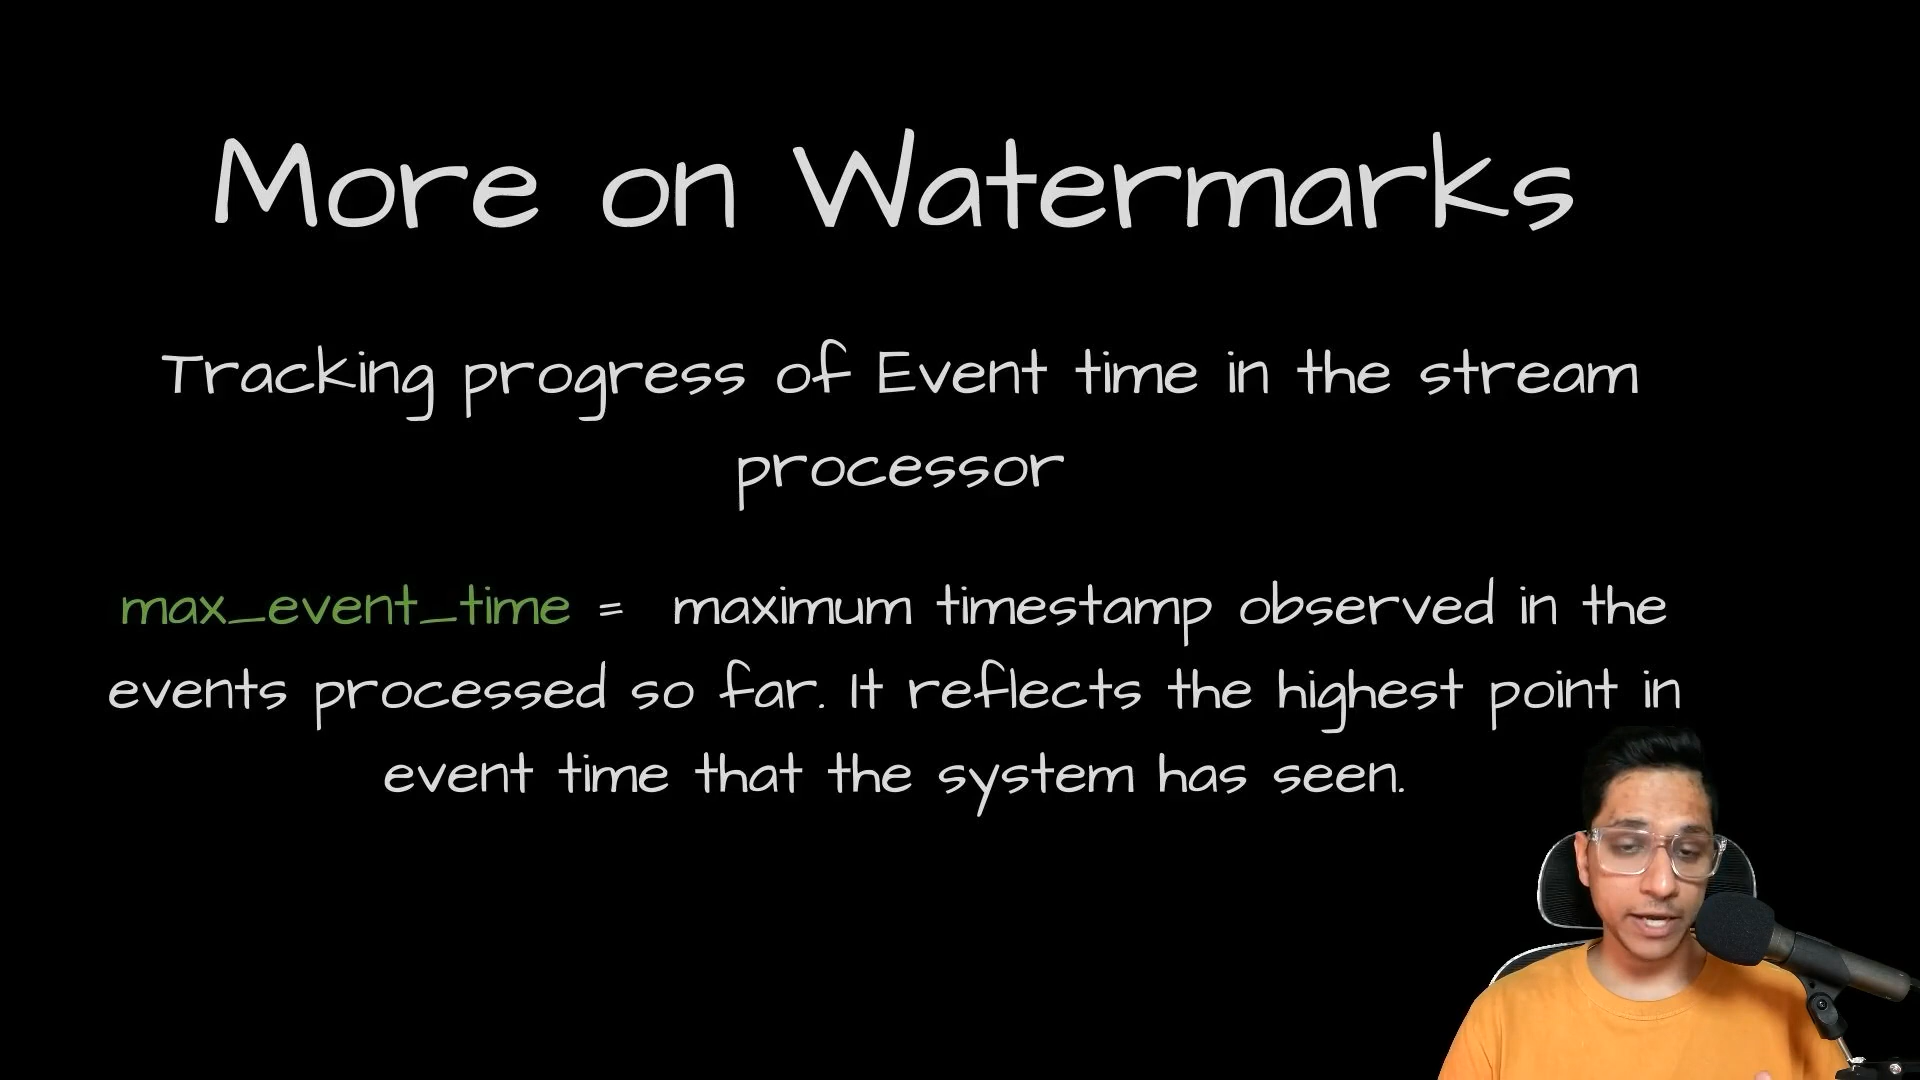 More on Watermarks
Tracking progress of Event time in the stream
processor
max_event_time = maximum timestamp observed in the
events processed so far. It reflects the highest point in
event time that the system has seen.